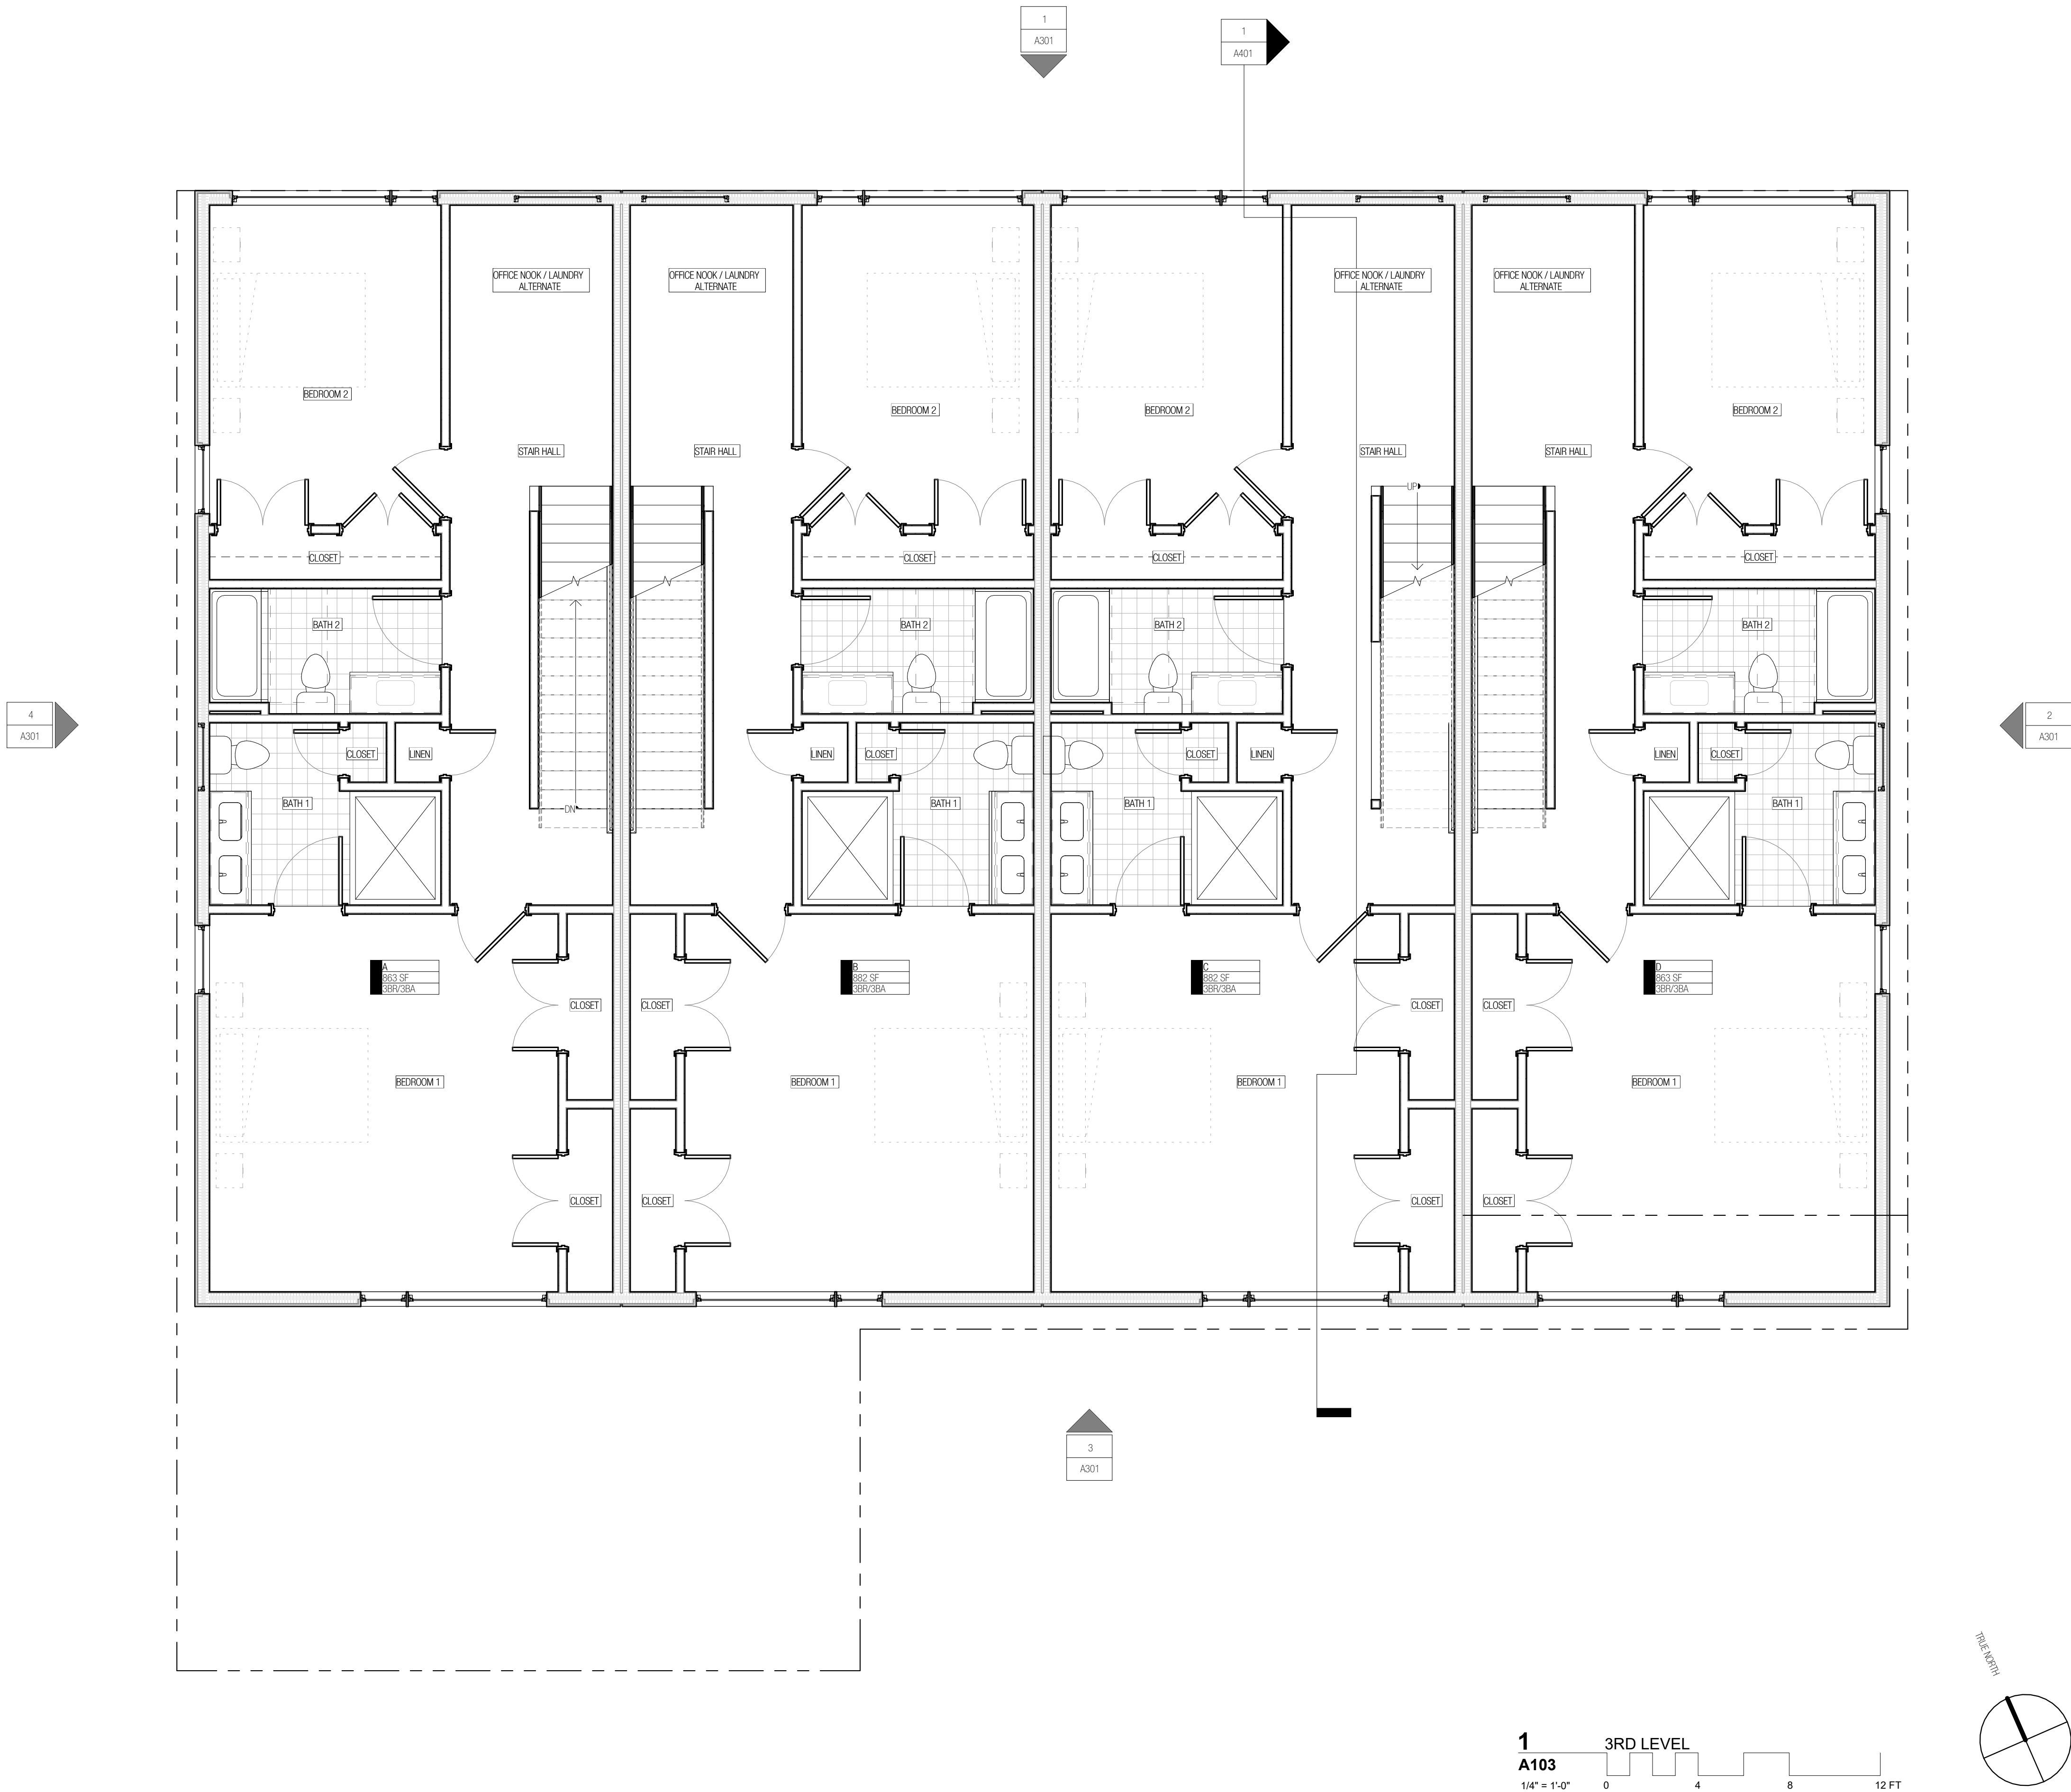 1
A301
1
A401
OFFICE NOOK / LAUNDRY
ALTERNATE
OFFICE NOOK / LAUNDRY
ALTERNATE
OFFICE NOOK / LAUNDRY
ALTERNATE
OFFICE NOOK / LAUNDRY
ALTERNATE
BEDROOM 2
BEDROOM 2
BEDROOM 2
BEDROOM 2
STAIR HALL
STAIR HALL
STAIR HALL
STAIR HALL
UP
CLOSET
CLOSET
CLOSET
CLOSET
BATH 2
BATH 2
BATH 2
BATH 2
4
A301
2
A301
CLOSET
LINEN
LINEN
CLOSET
CLOSET
LINEN
LINEN
CLOSET
BATH 1
DN
BATH 1
BATH 1
BATH 1
A
863 SF
3BR/3BA
B
882 SF
3BR/3BA
C
882 SF
3BR/3BA
D
863 SF
3BR/3BA
CLOSET
CLOSET
CLOSET
CLOSET
BEDROOM 1
BEDROOM 1
BEDROOM 1
BEDROOM 1
CLOSET
CLOSET
CLOSET
CLOSET
3
A301
TRUE NORTH
1
3RD LEVEL
A103
1/4" = 1'-0"
0 4 8 12 FT